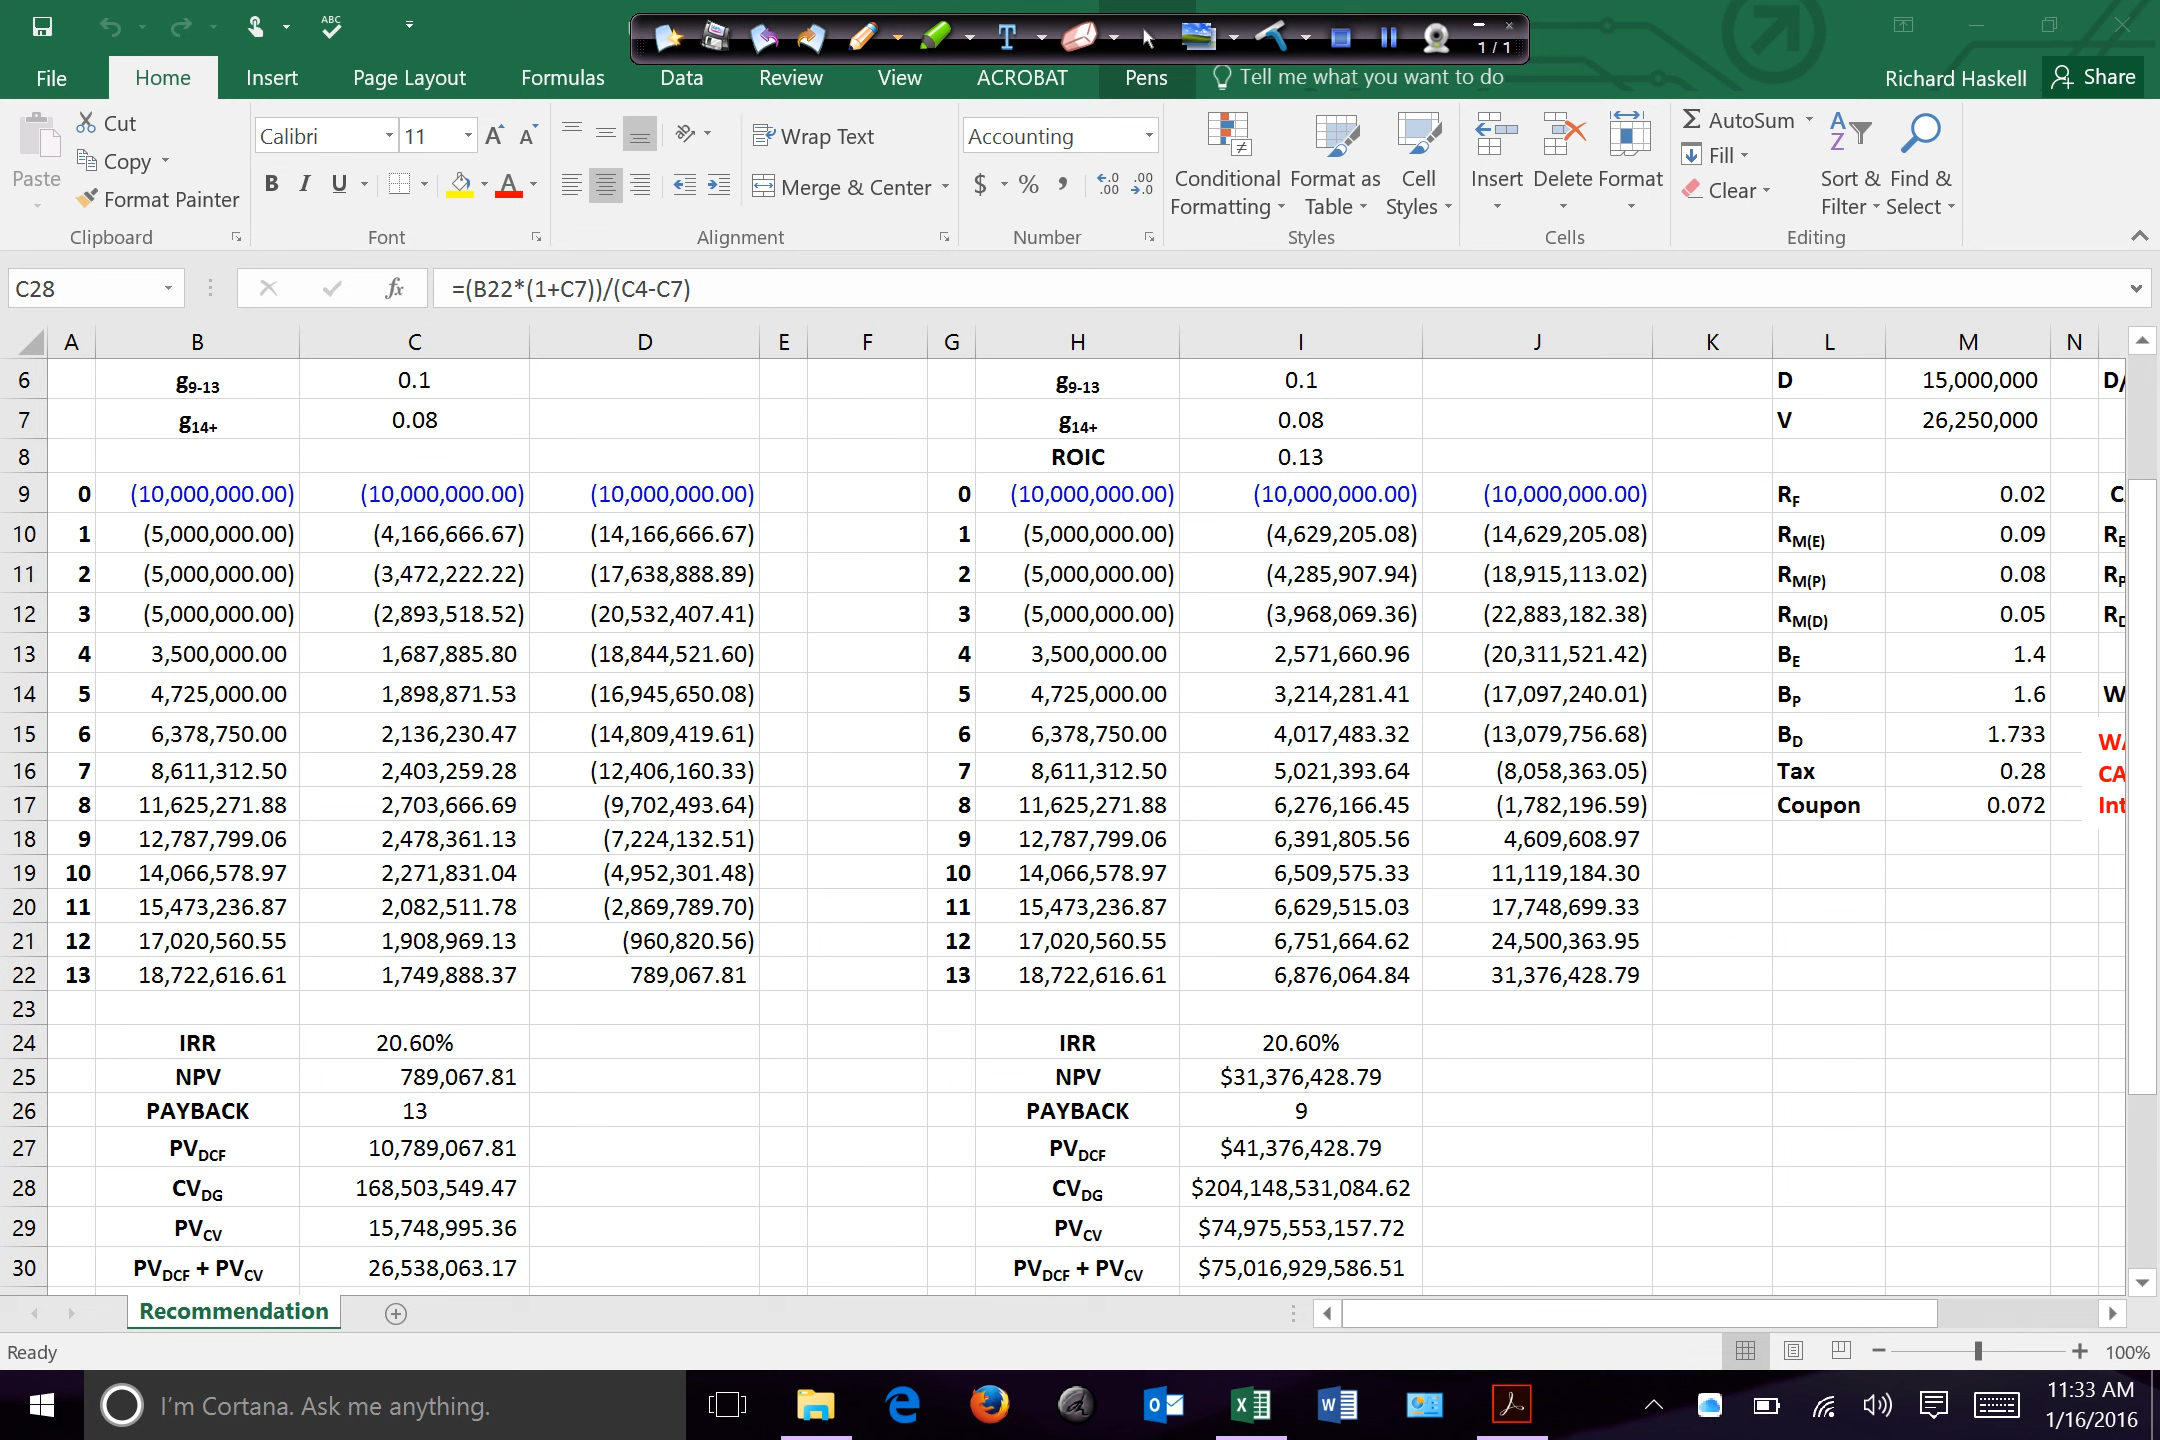 ABC
1 / 1
File Home Insert Page Layout Formulas Data Review View ACROBAT Pens Tell me what you want to do Richard Haskell Share
Paste
Cut
Copy
Format Painter
Clipboard
Calibri 11
B I U
Font
Wrap Text
Merge & Center
Alignment
Accounting
$ % ,
Number
Conditional Formatting
Format as Table
Cell Styles
Styles
Insert Delete Format
Cells
AutoSum
Fill
Clear
Sort & Filter
Find & Select
Editing
C28 fx =(B22*(1+C7))/(C4-C7)
A B C D E F G H I J K L M N
6 g9-13 0.1 g9-13 0.1 D 15,000,000 D/
7 g14+ 0.08 g14+ 0.08 V 26,250,000
8 ROIC 0.13
9 0 (10,000,000.00) (10,000,000.00) (10,000,000.00) 0 (10,000,000.00) (10,000,000.00) (10,000,000.00) RF 0.02 C
10 1 (5,000,000.00) (4,166,666.67) (14,166,666.67) 1 (5,000,000.00) (4,629,205.08) (14,629,205.08) RM(E) 0.09 RE
11 2 (5,000,000.00) (3,472,222.22) (17,638,888.89) 2 (5,000,000.00) (4,285,907.94) (18,915,113.02) RM(P) 0.08 RP
12 3 (5,000,000.00) (2,893,518.52) (20,532,407.41) 3 (5,000,000.00) (3,968,069.36) (22,883,182.38) RM(D) 0.05 RD
13 4 3,500,000.00 1,687,885.80 (18,844,521.60) 4 3,500,000.00 2,571,660.96 (20,311,521.42) BE 1.4
14 5 4,725,000.00 1,898,871.53 (16,945,650.08) 5 4,725,000.00 3,214,281.41 (17,097,240.01) BP 1.6 W
15 6 6,378,750.00 2,136,230.47 (14,809,419.61) 6 6,378,750.00 4,017,483.32 (13,079,756.68) BD 1.733 WA
16 7 8,611,312.50 2,403,259.28 (12,406,160.33) 7 8,611,312.50 5,021,393.64 (8,058,363.05) Tax 0.28 CA
17 8 11,625,271.88 2,703,666.69 (9,702,493.64) 8 11,625,271.88 6,276,166.45 (1,782,196.59) Coupon 0.072 Int
18 9 12,787,799.06 2,478,361.13 (7,224,132.51) 9 12,787,799.06 6,391,805.56 4,609,608.97
19 10 14,066,578.97 2,271,831.04 (4,952,301.48) 10 14,066,578.97 6,509,575.33 11,119,184.30
20 11 15,473,236.87 2,082,511.78 (2,869,789.70) 11 15,473,236.87 6,629,515.03 17,748,699.33
21 12 17,020,560.55 1,908,969.13 (960,820.56) 12 17,020,560.55 6,751,664.62 24,500,363.95
22 13 18,722,616.61 1,749,888.37 789,067.81 13 18,722,616.61 6,876,064.84 31,376,428.79
23
24 IRR 20.60% IRR 20.60%
25 NPV 789,067.81 NPV $31,376,428.79
26 PAYBACK 13 PAYBACK 9
27 PVDCF 10,789,067.81 PVDCF $41,376,428.79
28 CVDG 168,503,549.47 CVDG $204,148,531,084.62
29 PVCV 15,748,995.36 PVCV $74,975,553,157.72
30 PVDCF + PVCV 26,538,063.17 PVDCF + PVCV $75,016,929,586.51
Recommendation
Ready 100%
I'm Cortana. Ask me anything.
11:33 AM
1/16/2016